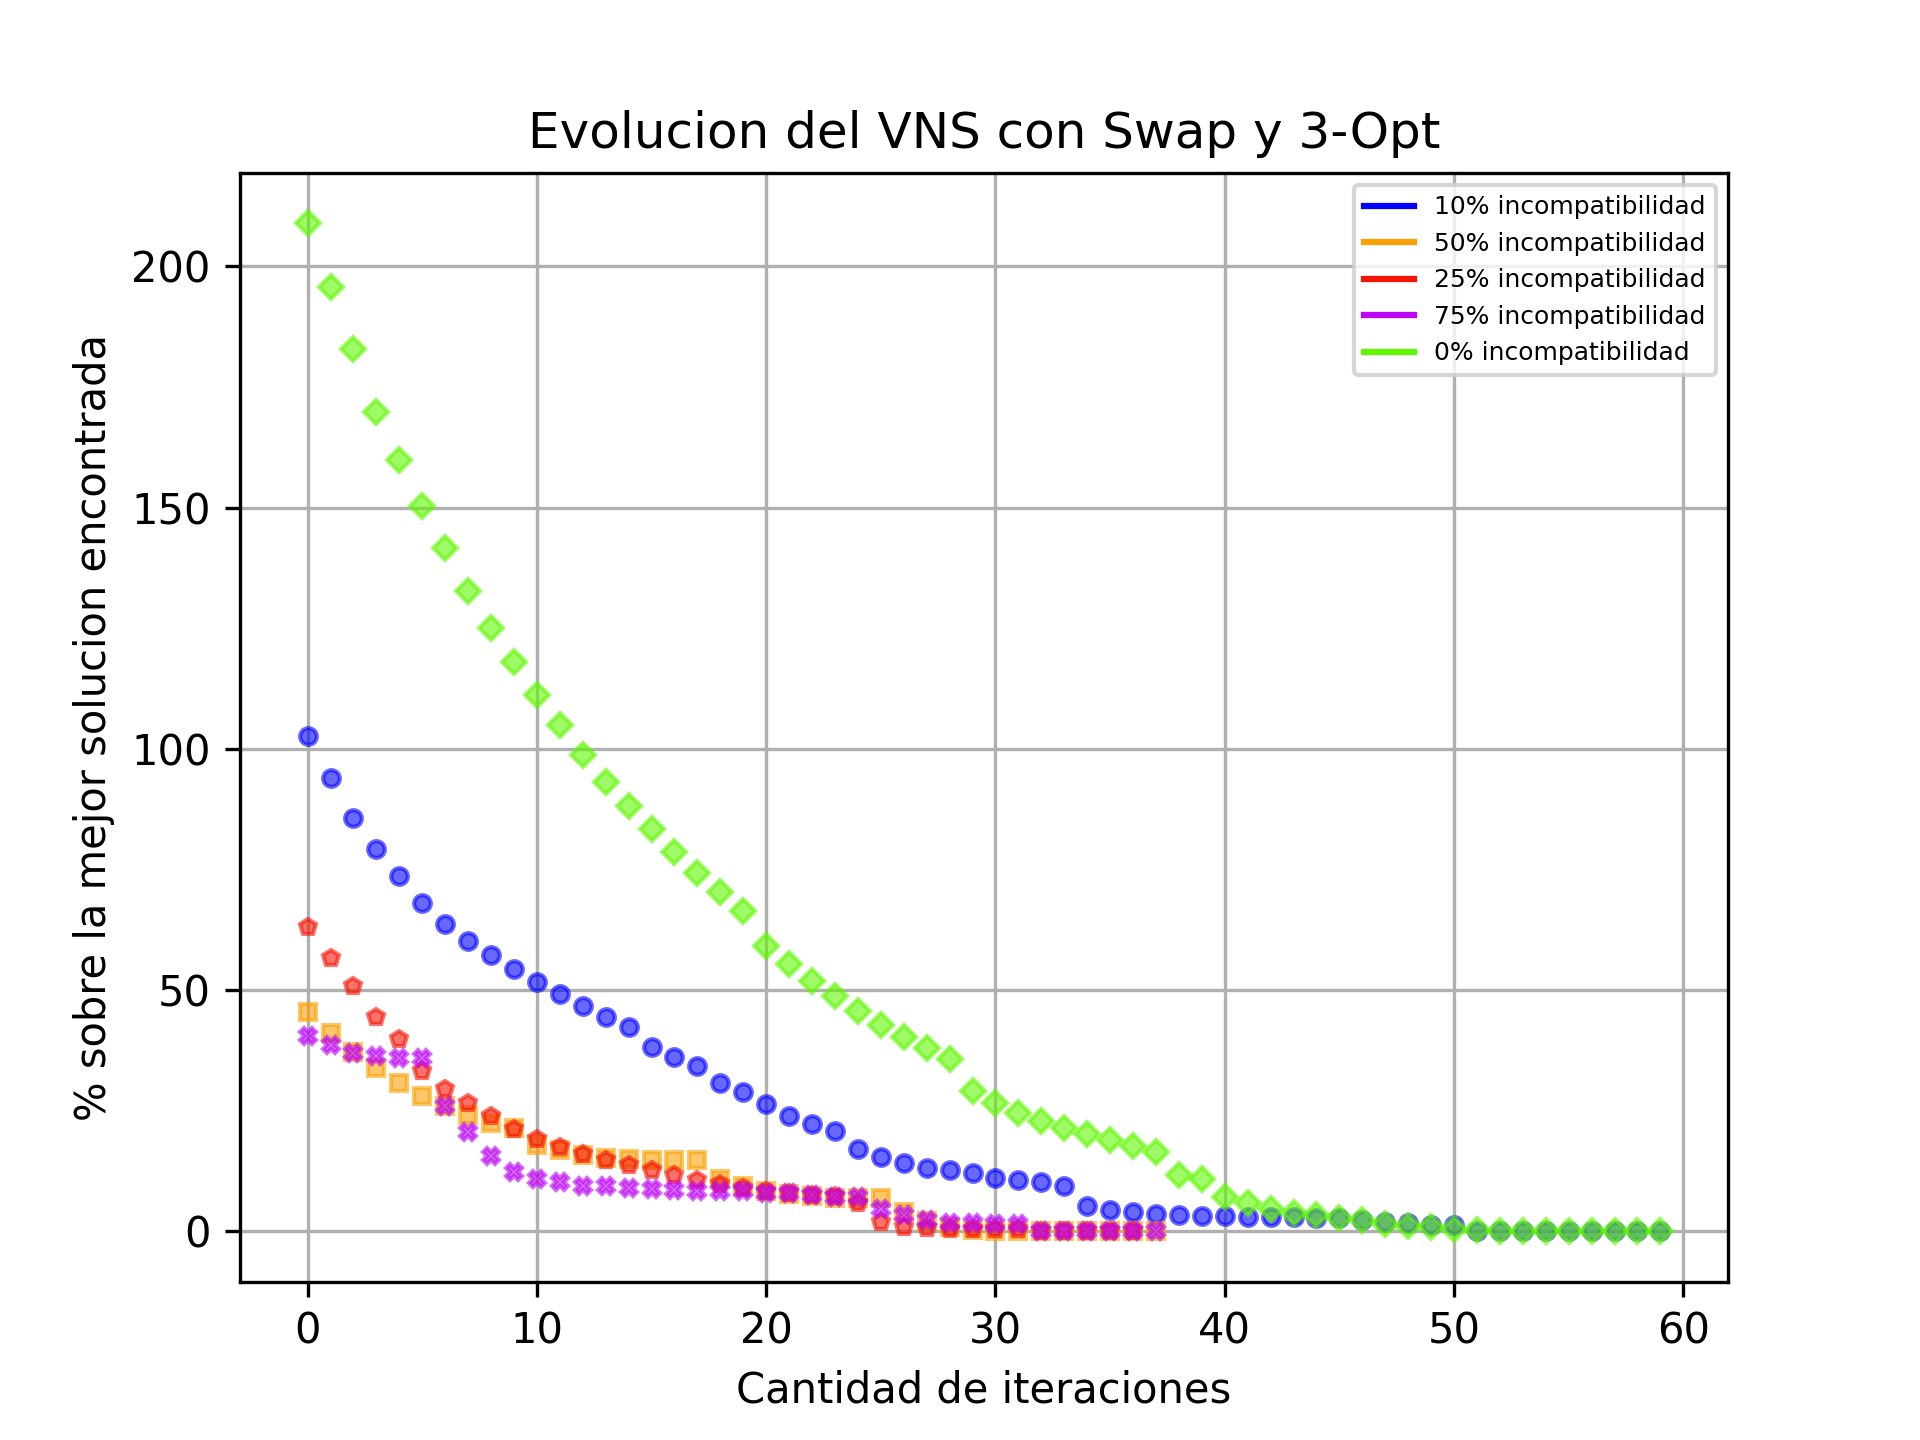 Evolucion del VNS con Swap y 3-Opt
% sobre la mejor solucion encontrada
200
150
100
50
0
10% incompatibilidad
50% incompatibilidad
25% incompatibilidad
75% incompatibilidad
0% incompatibilidad
0 10 20 30 40 50 60
Cantidad de iteraciones